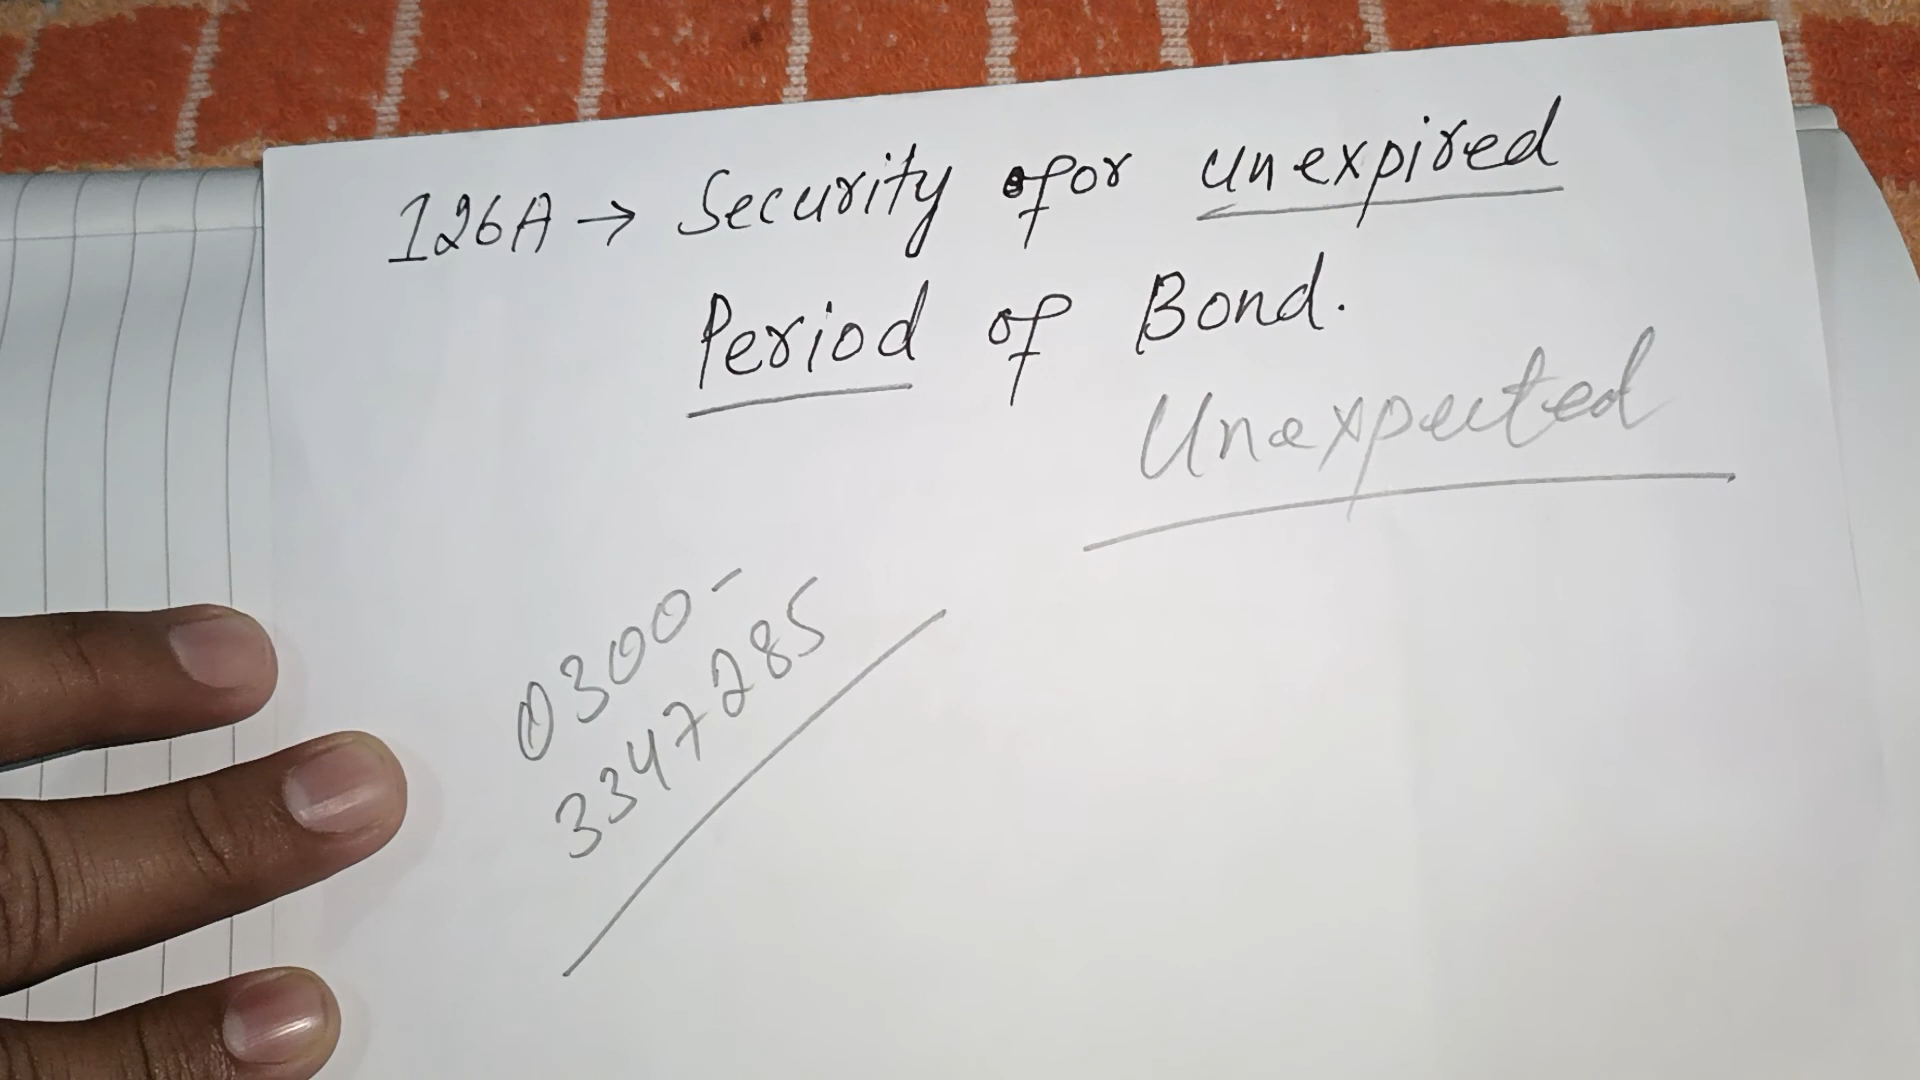 126A → Security for unexpired
Period of Bond.
Unexpected
0300-
3347285